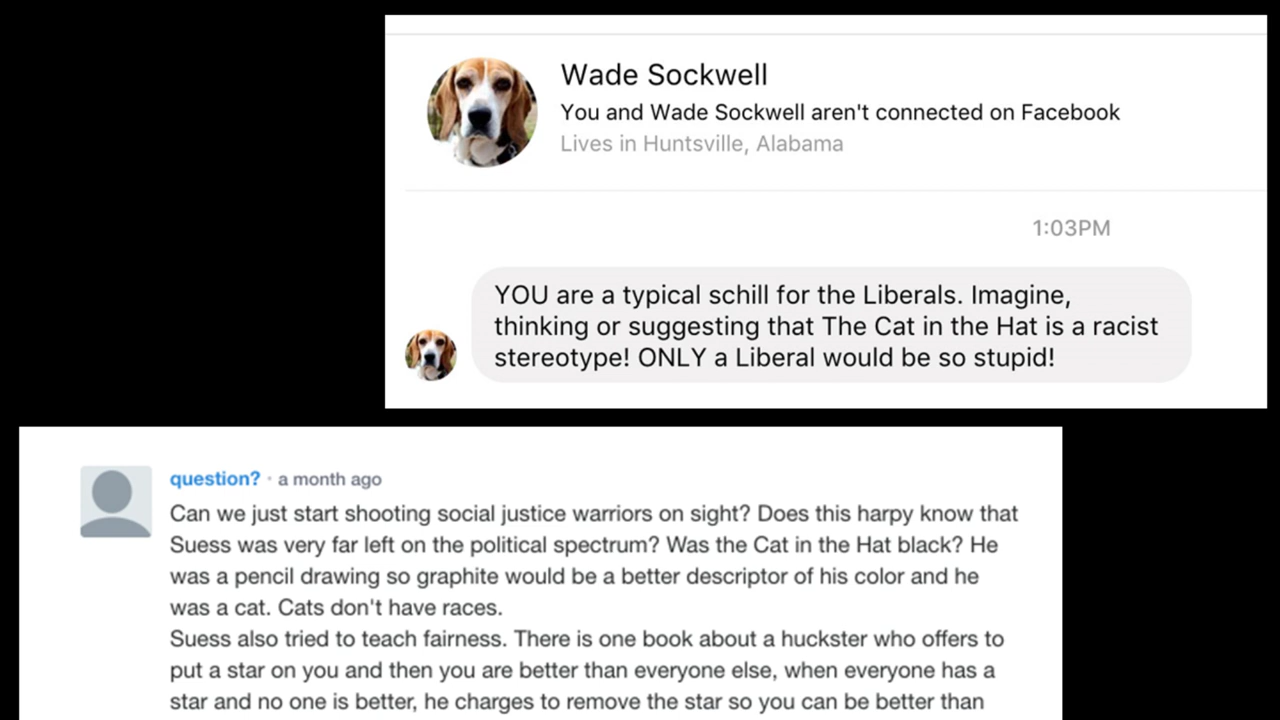 Wade Sockwell
You and Wade Sockwell aren't connected on Facebook
Lives in Huntsville, Alabama
1:03PM
YOU are a typical schill for the Liberals. Imagine,
thinking or suggesting that The Cat in the Hat is a racist
stereotype! ONLY a Liberal would be so stupid!
question? · a month ago
Can we just start shooting social justice warriors on sight? Does this harpy know that
Suess was very far left on the political spectrum? Was the Cat in the Hat black? He
was a pencil drawing so graphite would be a better descriptor of his color and he
was a cat. Cats don't have races.
Suess also tried to teach fairness. There is one book about a huckster who offers to
put a star on you and then you are better than everyone else, when everyone has a
star and no one is better, he charges to remove the star so you can be better than